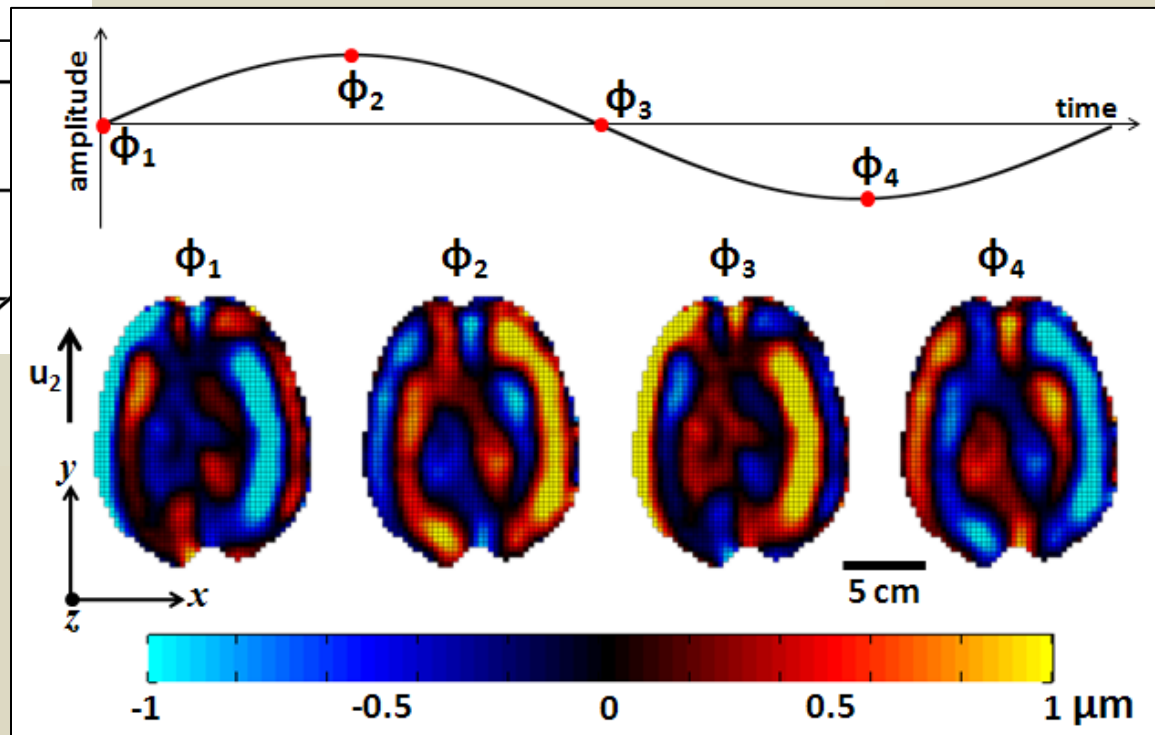 amplitude
time
ϕ₁
ϕ₂
ϕ₃
ϕ₄
ϕ₁ ϕ₂ ϕ₃ ϕ₄
u₂
y
x
z
5 cm
-1 -0.5 0 0.5 1 μm